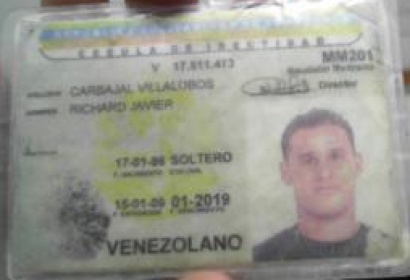 CEDULA DE IDENTIDAD
V 17.911.413
MM201
Director
CARBAJAL VILLALOBOS
RICHARD JAVIER
17-01-86 SOLTERO
15-01-09 01-2019
VENEZOLANO